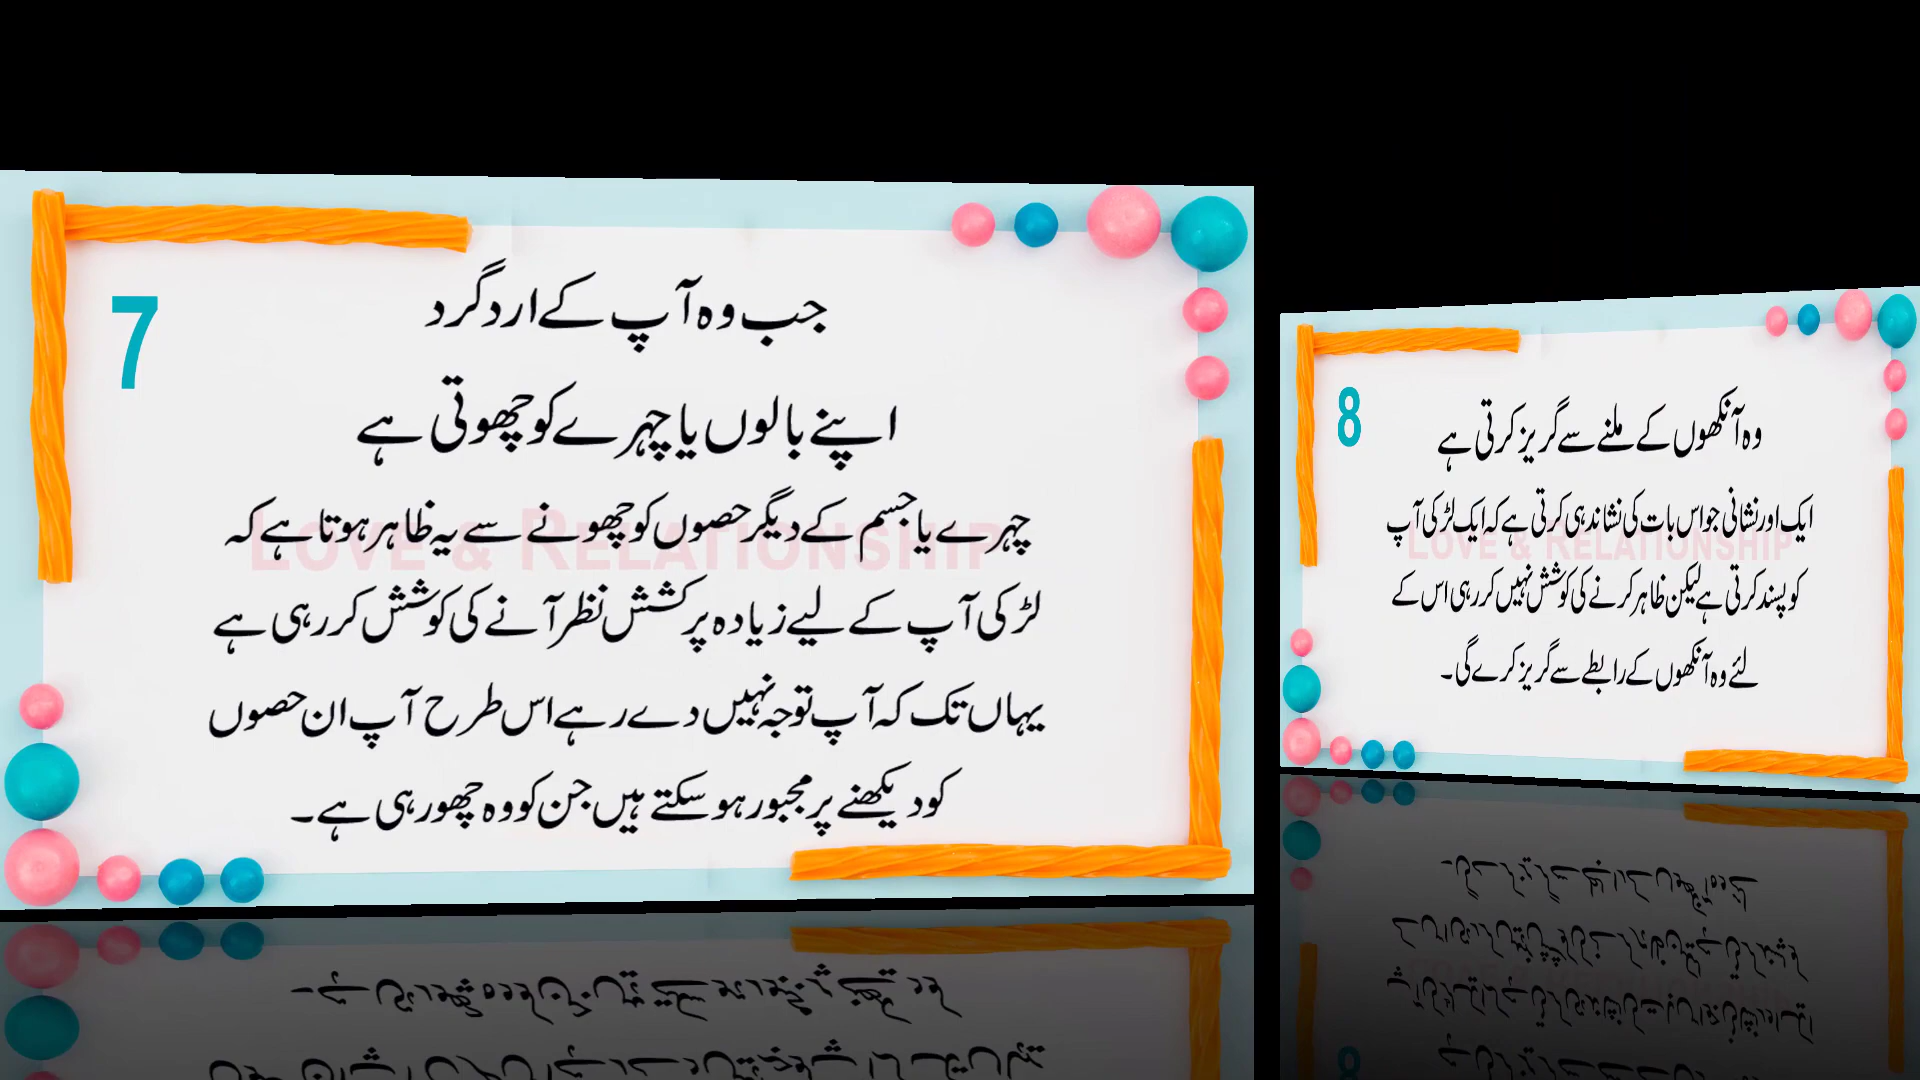 7
جب وہ آپ کے ارد گرد
اپنے بالوں یا چہرے کو چھوتی ہے
چہرے یا جسم کے دیگر حصوں کو چھونے سے یہ ظاہر ہوتا ہے کہ
لڑکی آپ کے لیے زیادہ پر کشش نظر آنے کی کوشش کر رہی ہے
یہاں تک کہ آپ توجہ نہیں دے رہے اس طرح آپ ان حصوں
کو دیکھنے پر مجبور ہو سکتے ہیں جن کو وہ چھو رہی ہے۔
LOVE & RELATIONSHIP
8
وہ آنکھوں کے ملنے سے گریز کرتی ہے
ایک اور نشانی جو اس بات کی نشاندہی کرتی ہے کہ ایک لڑکی آپ
کو پسند کرتی ہے لیکن ظاہر کرنے کی کوشش نہیں کر رہی اس کے
لئے وہ آنکھوں کے رابطے سے گریز کرے گی۔
LOVE & RELATIONSHIP